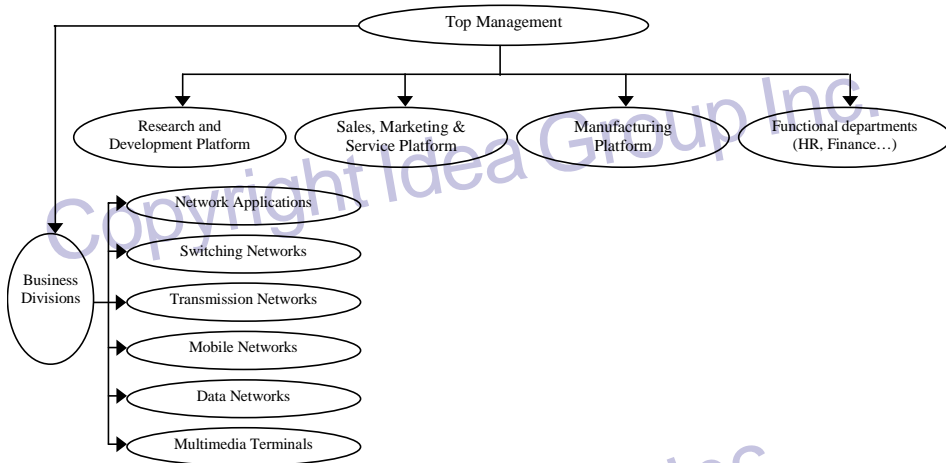 Top Management
Research and
Development Platform
Sales, Marketing &
Service Platform
Manufacturing
Platform
Functional departments
(HR, Finance…)
Copyright Idea Group Inc.
Business
Divisions
Network Applications
Switching Networks
Transmission Networks
Mobile Networks
Data Networks
Multimedia Terminals